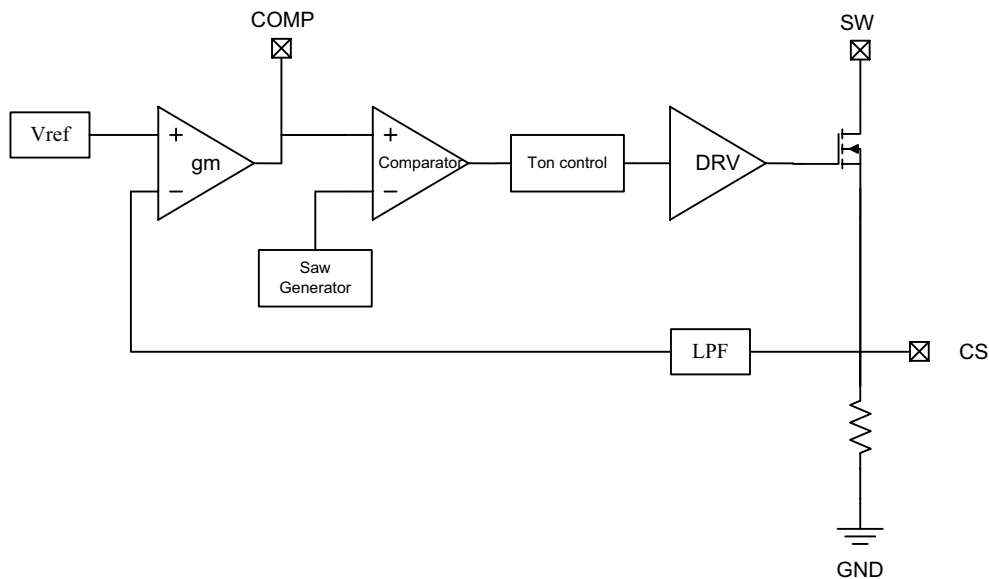 COMP
SW
Vref
+
gm
−
+
Comparator
−
Ton control
DRV
Saw
Generator
LPF
CS
GND